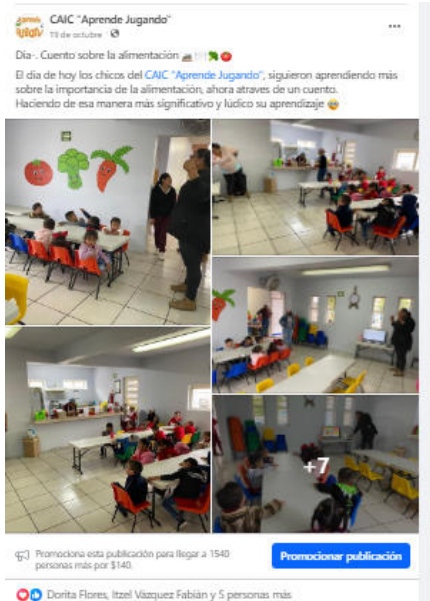 CAIC "Aprende Jugando"
19 de octubre ·
Día-. Cuento sobre la alimentación
El día de hoy los chicos del CAIC "Aprende Jugando", siguieron aprendiendo más
sobre la importancia de la alimentación, ahora atraves de un cuento.
Haciendo de esa manera más significativo y lúdico su aprendizaje
+7
Promociona esta publicación para llegar a 1540
personas más por $140.
Promocionar publicación
Dorita Flores, Itzel Vázquez Fabián y 5 personas más